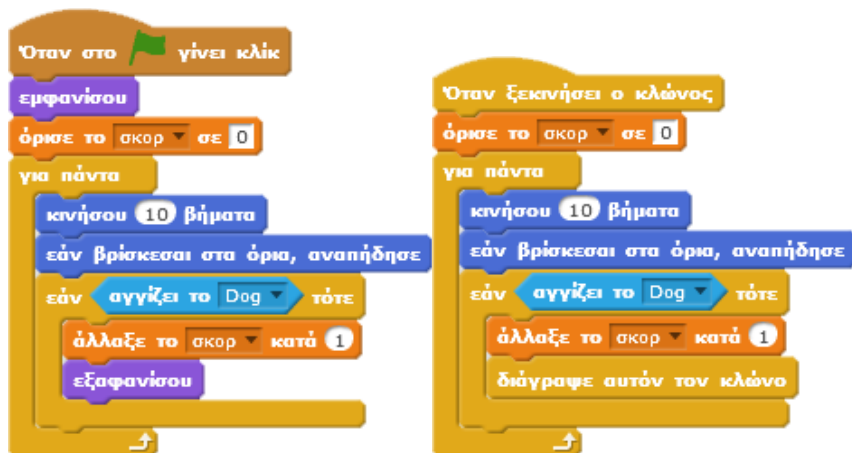 Όταν στο γίνει κλίκ
εμφανίσου
όρισε το σκορ σε 0
για πάντα
κινήσου 10 βήματα
εάν βρίσκεσαι στα όρια, αναπήδησε
εάν αγγίζει το Dog τότε
άλλαξε το σκορ κατά 1
εξαφανίσου
Όταν ξεκινήσει ο κλώνος
όρισε το σκορ σε 0
για πάντα
κινήσου 10 βήματα
εάν βρίσκεσαι στα όρια, αναπήδησε
εάν αγγίζει το Dog τότε
άλλαξε το σκορ κατά 1
διάγραψε αυτόν τον κλώνο